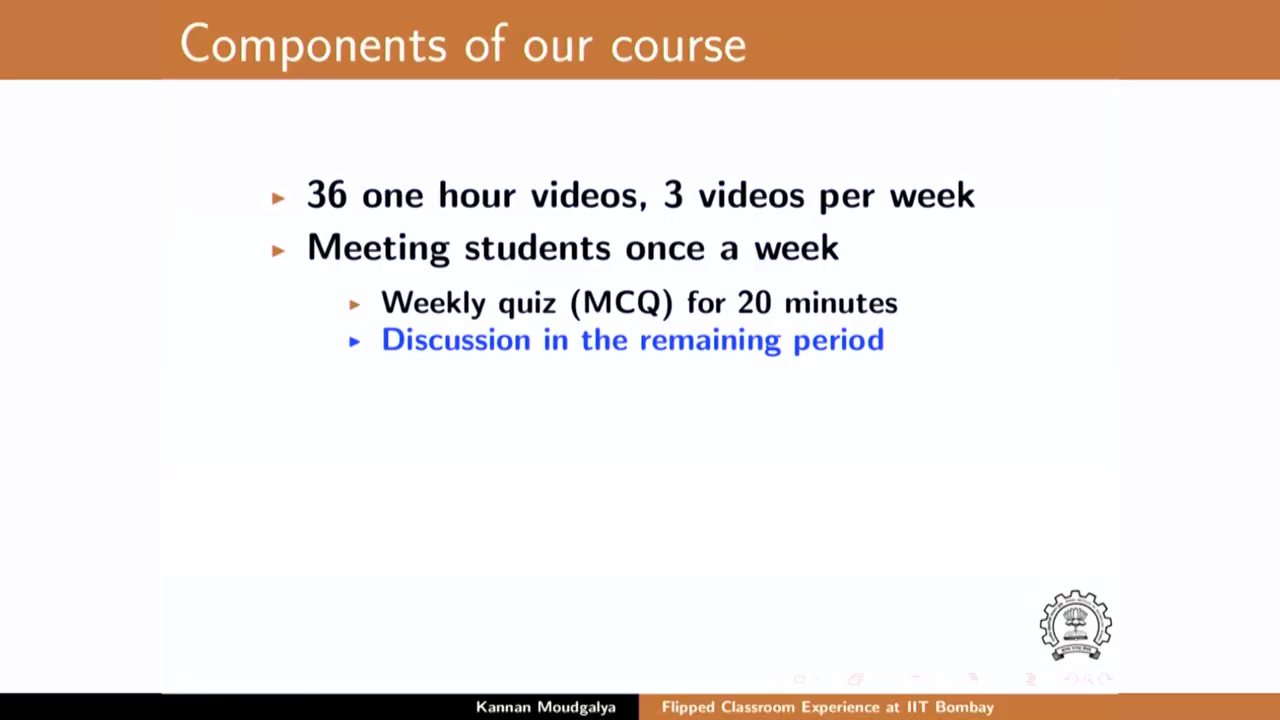 Components of our course
36 one hour videos, 3 videos per week
Meeting students once a week
Weekly quiz (MCQ) for 20 minutes
Discussion in the remaining period
Kannan Moudgalya
Flipped Classroom Experience at IIT Bombay